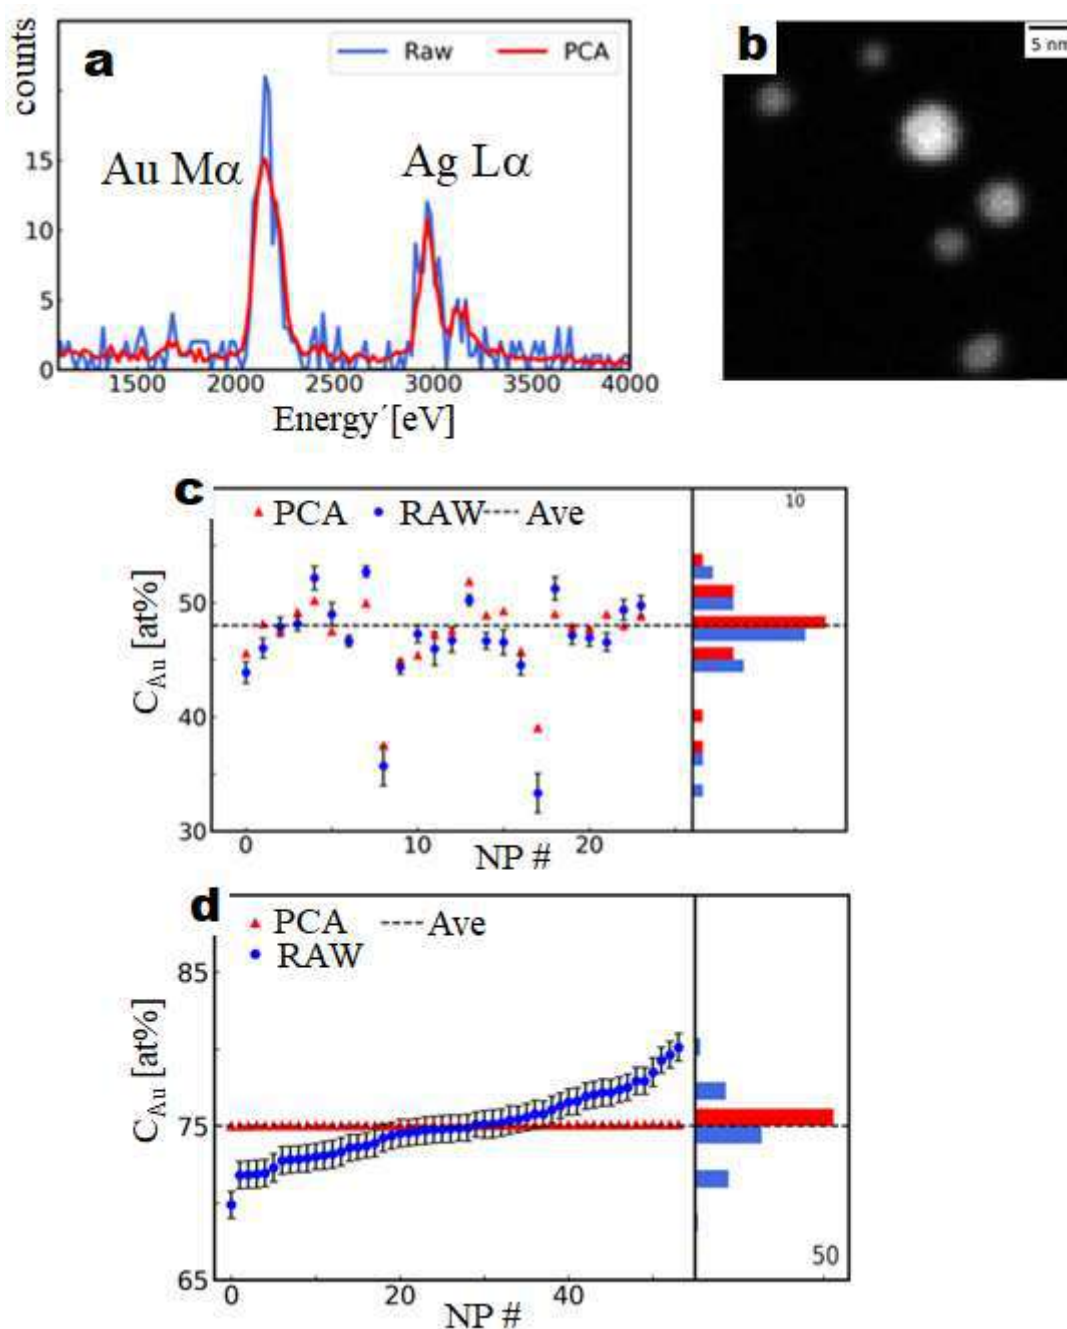 a
counts
Raw PCA
Au Mα
Ag Lα
15
10
5
0
1500 2000 2500 3000 3500 4000
Energy´ [eV]
b
5 nm
c
PCA RAW Ave
10
C_Au [at%]
50
40
30
0 10 20
NP #
d
PCA Ave
RAW
C_Au [at%]
85
75
65
50
0 20 40
NP #